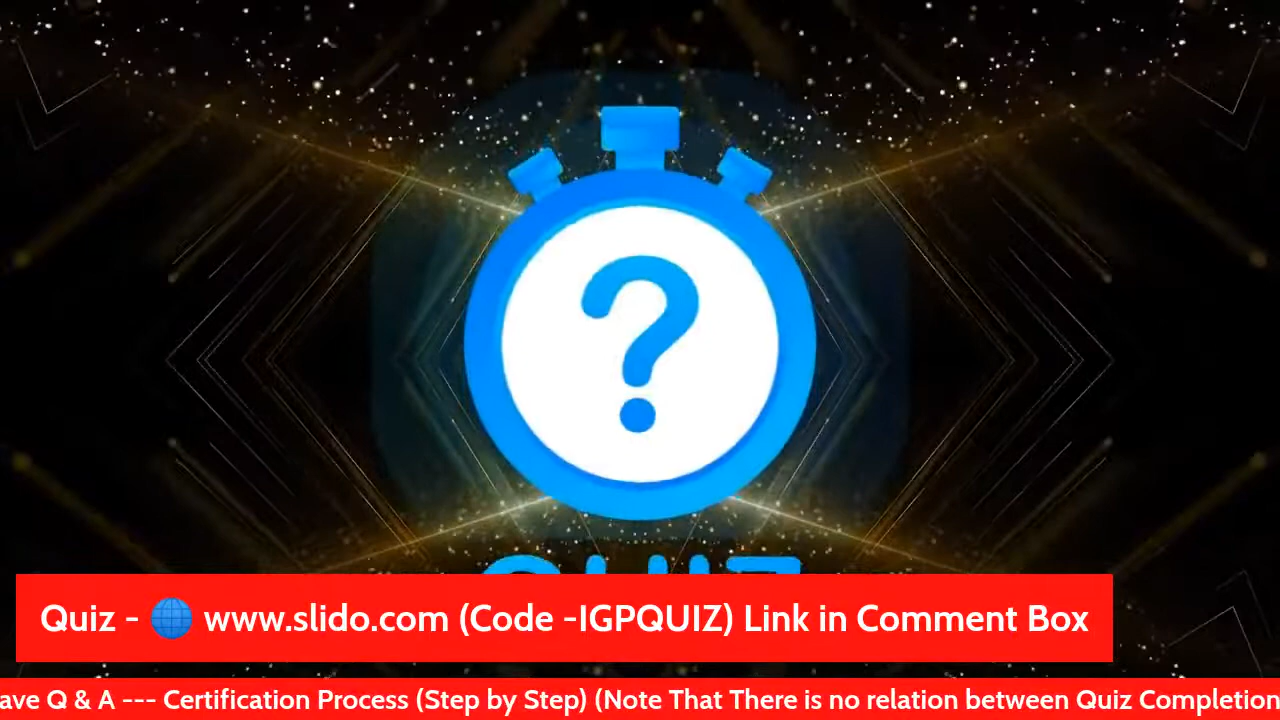 ?
QUIZ
Quiz - 🌐 www.slido.com (Code -IGPQUIZ) Link in Comment Box
ave Q & A --- Certification Process (Step by Step) (Note That There is no relation between Quiz Completion